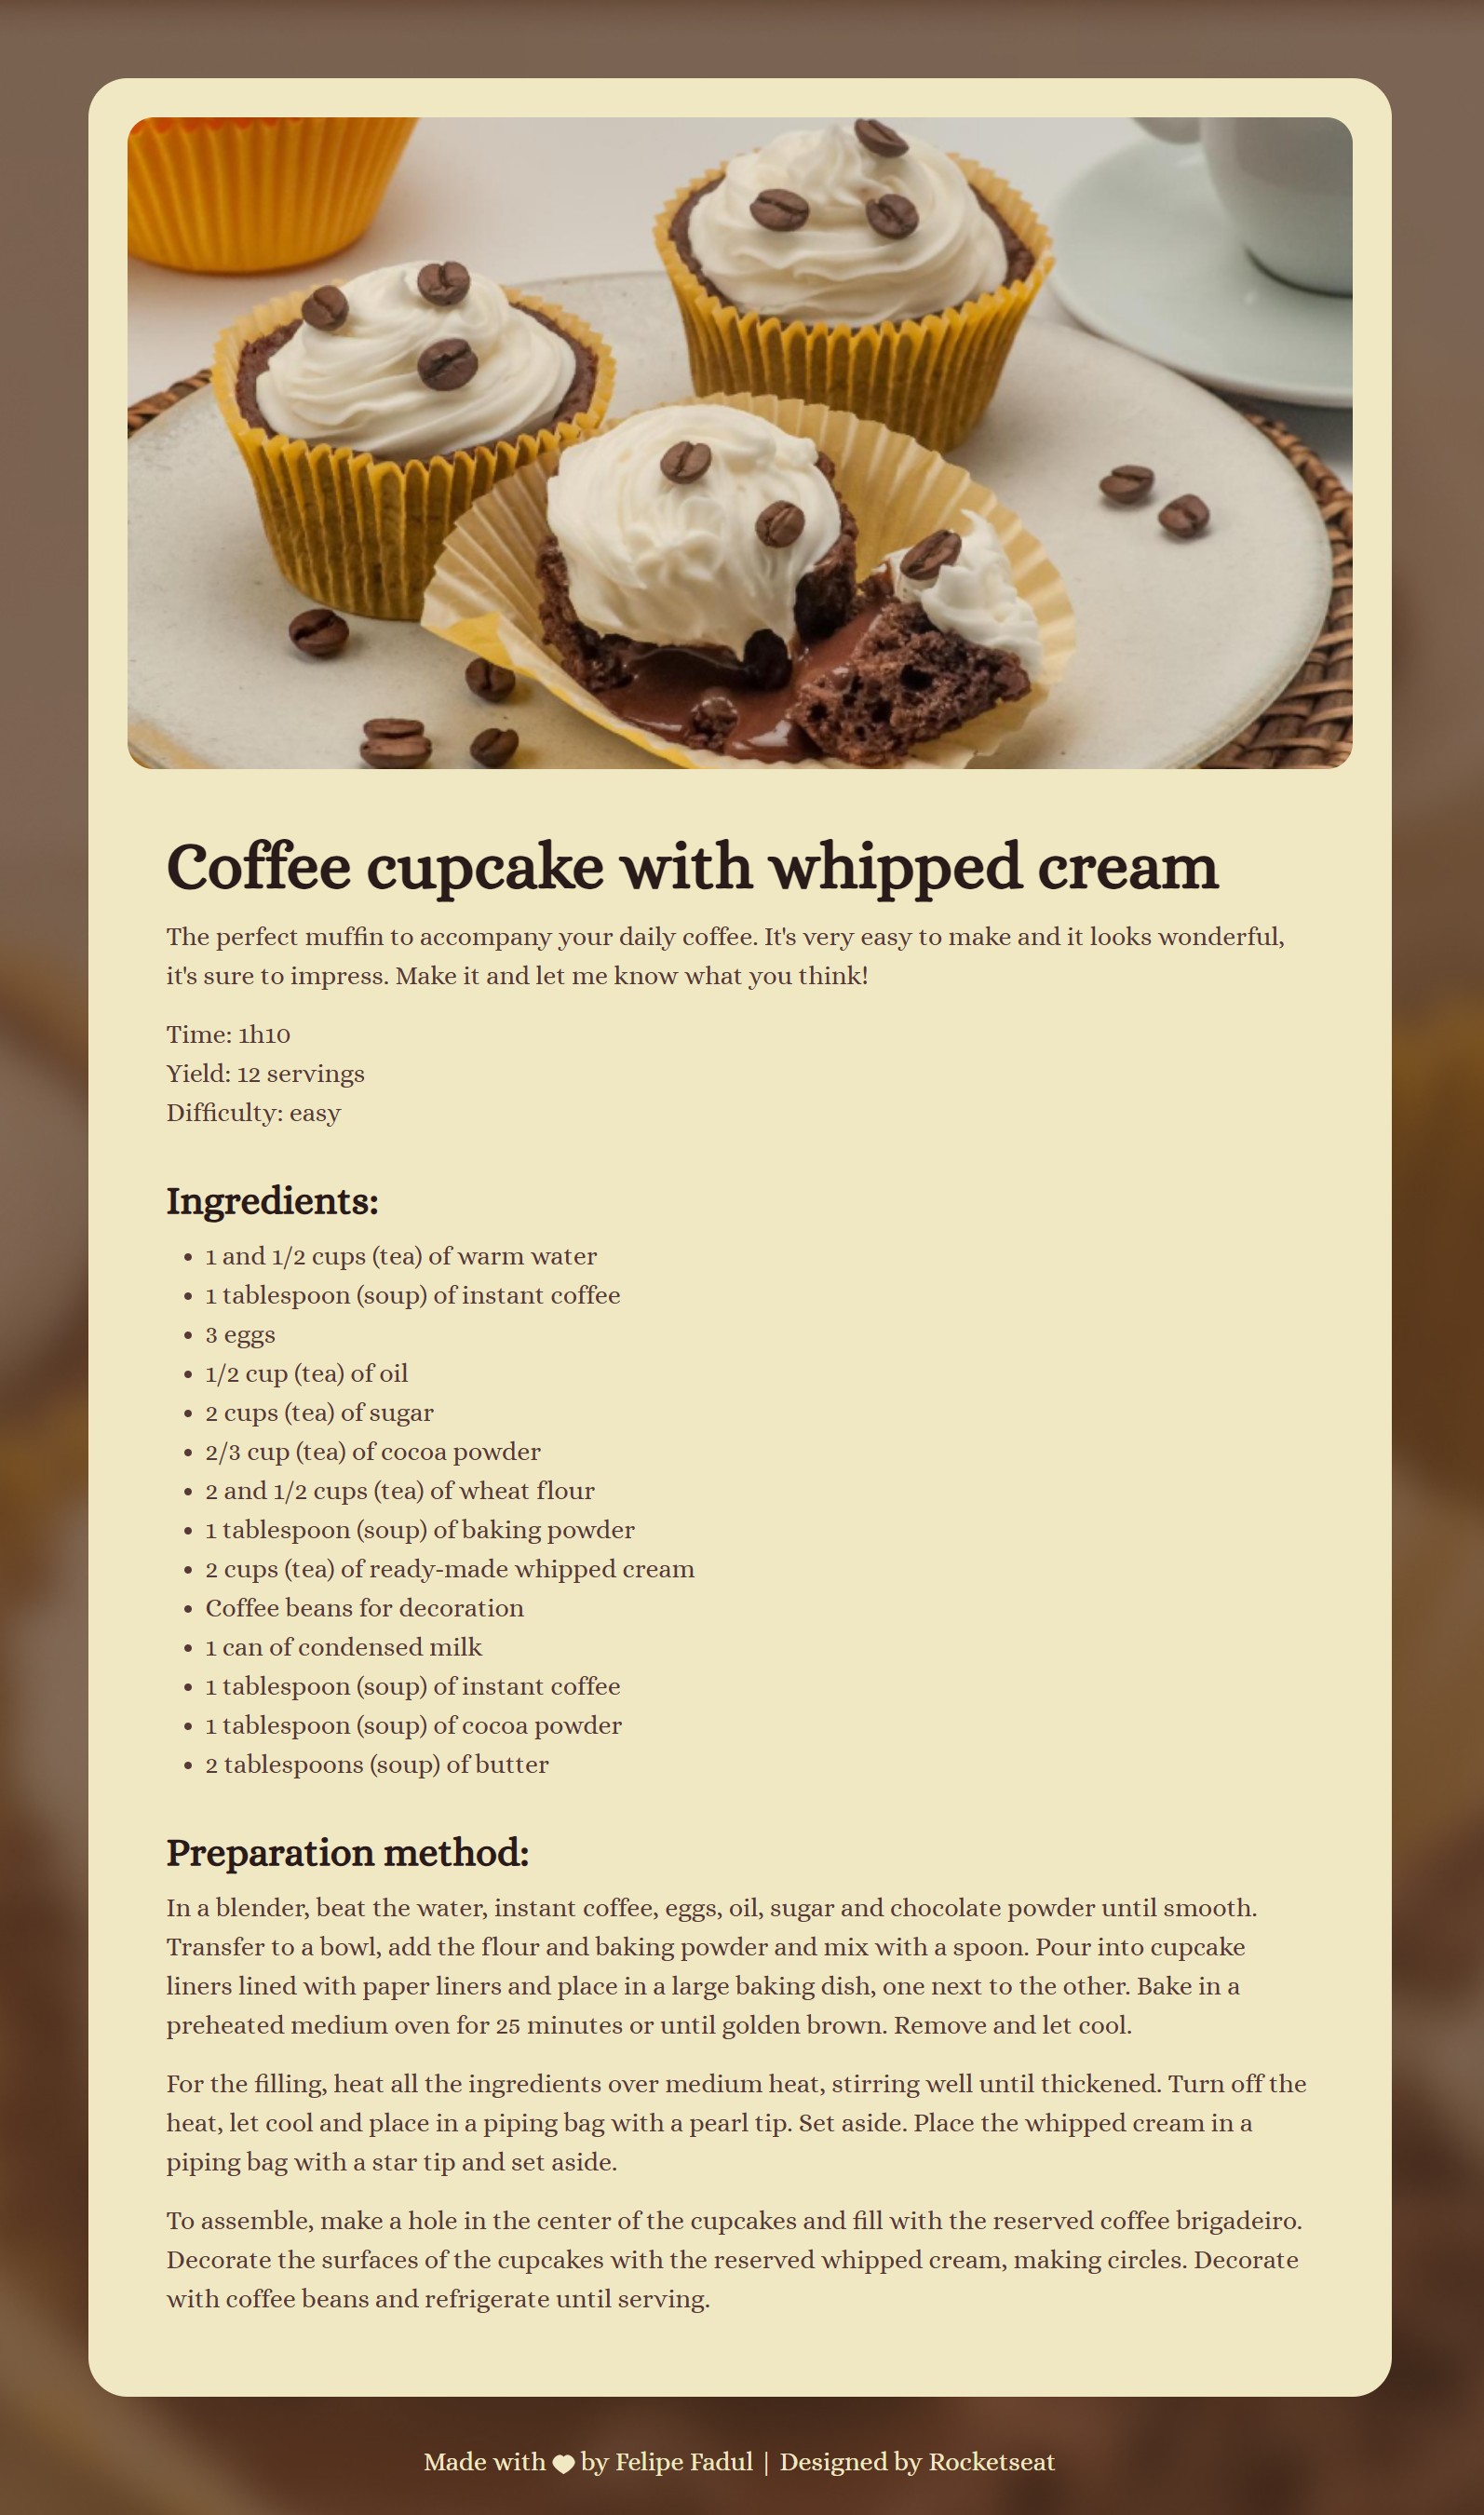 Coffee cupcake with whipped cream
The perfect muffin to accompany your daily coffee. It's very easy to make and it looks wonderful,
it's sure to impress. Make it and let me know what you think!
Time: 1h10
Yield: 12 servings
Difficulty: easy
Ingredients:
• 1 and 1/2 cups (tea) of warm water
• 1 tablespoon (soup) of instant coffee
• 3 eggs
• 1/2 cup (tea) of oil
• 2 cups (tea) of sugar
• 2/3 cup (tea) of cocoa powder
• 2 and 1/2 cups (tea) of wheat flour
• 1 tablespoon (soup) of baking powder
• 2 cups (tea) of ready-made whipped cream
• Coffee beans for decoration
• 1 can of condensed milk
• 1 tablespoon (soup) of instant coffee
• 1 tablespoon (soup) of cocoa powder
• 2 tablespoons (soup) of butter
Preparation method:
In a blender, beat the water, instant coffee, eggs, oil, sugar and chocolate powder until smooth.
Transfer to a bowl, add the flour and baking powder and mix with a spoon. Pour into cupcake
liners lined with paper liners and place in a large baking dish, one next to the other. Bake in a
preheated medium oven for 25 minutes or until golden brown. Remove and let cool.
For the filling, heat all the ingredients over medium heat, stirring well until thickened. Turn off the
heat, let cool and place in a piping bag with a pearl tip. Set aside. Place the whipped cream in a
piping bag with a star tip and set aside.
To assemble, make a hole in the center of the cupcakes and fill with the reserved coffee brigadeiro.
Decorate the surfaces of the cupcakes with the reserved whipped cream, making circles. Decorate
with coffee beans and refrigerate until serving.
Made with ♥ by Felipe Fadul | Designed by Rocketseat